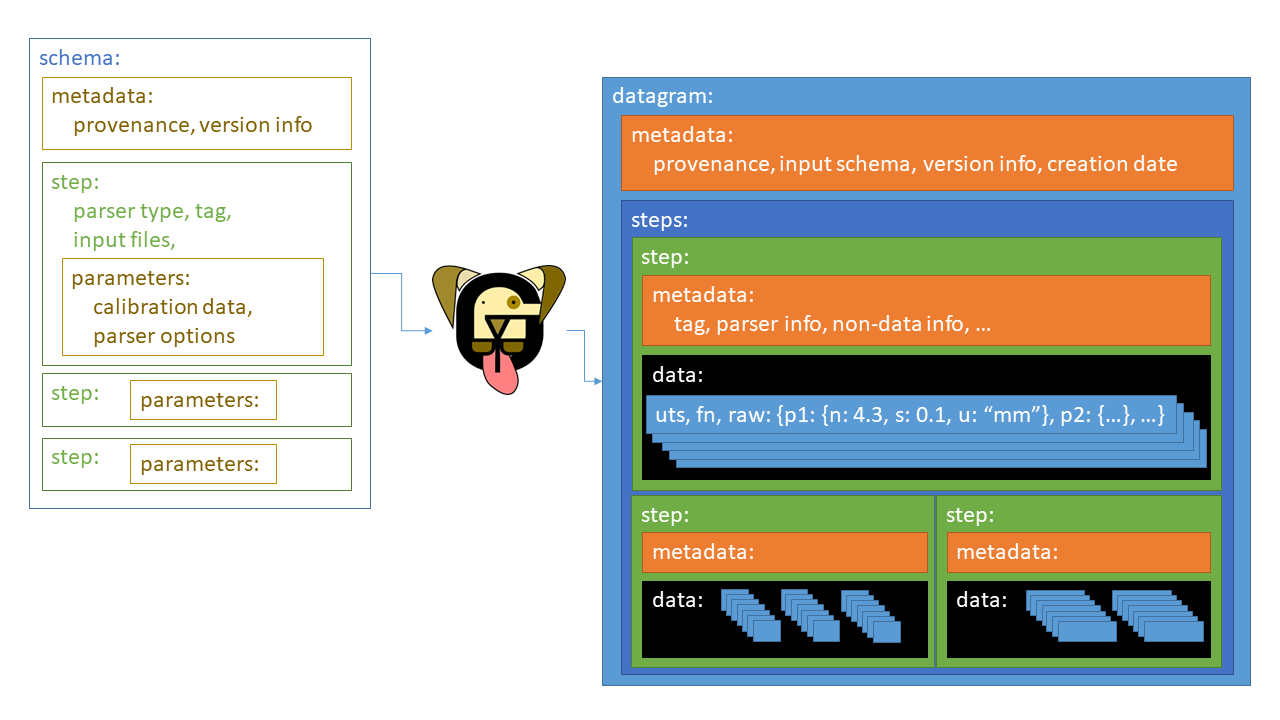 schema:
metadata:
provenance, version info
step:
parser type, tag,
input files,
parameters:
calibration data,
parser options
step:
parameters:
step:
parameters:
datagram:
metadata:
provenance, input schema, version info, creation date
steps:
step:
metadata:
tag, parser info, non-data info, ...
data:
uts, fn, raw: {p1: {n: 4.3, s: 0.1, u: “mm”}, p2: {…}, …}
step:
metadata:
data:
step:
metadata:
data: